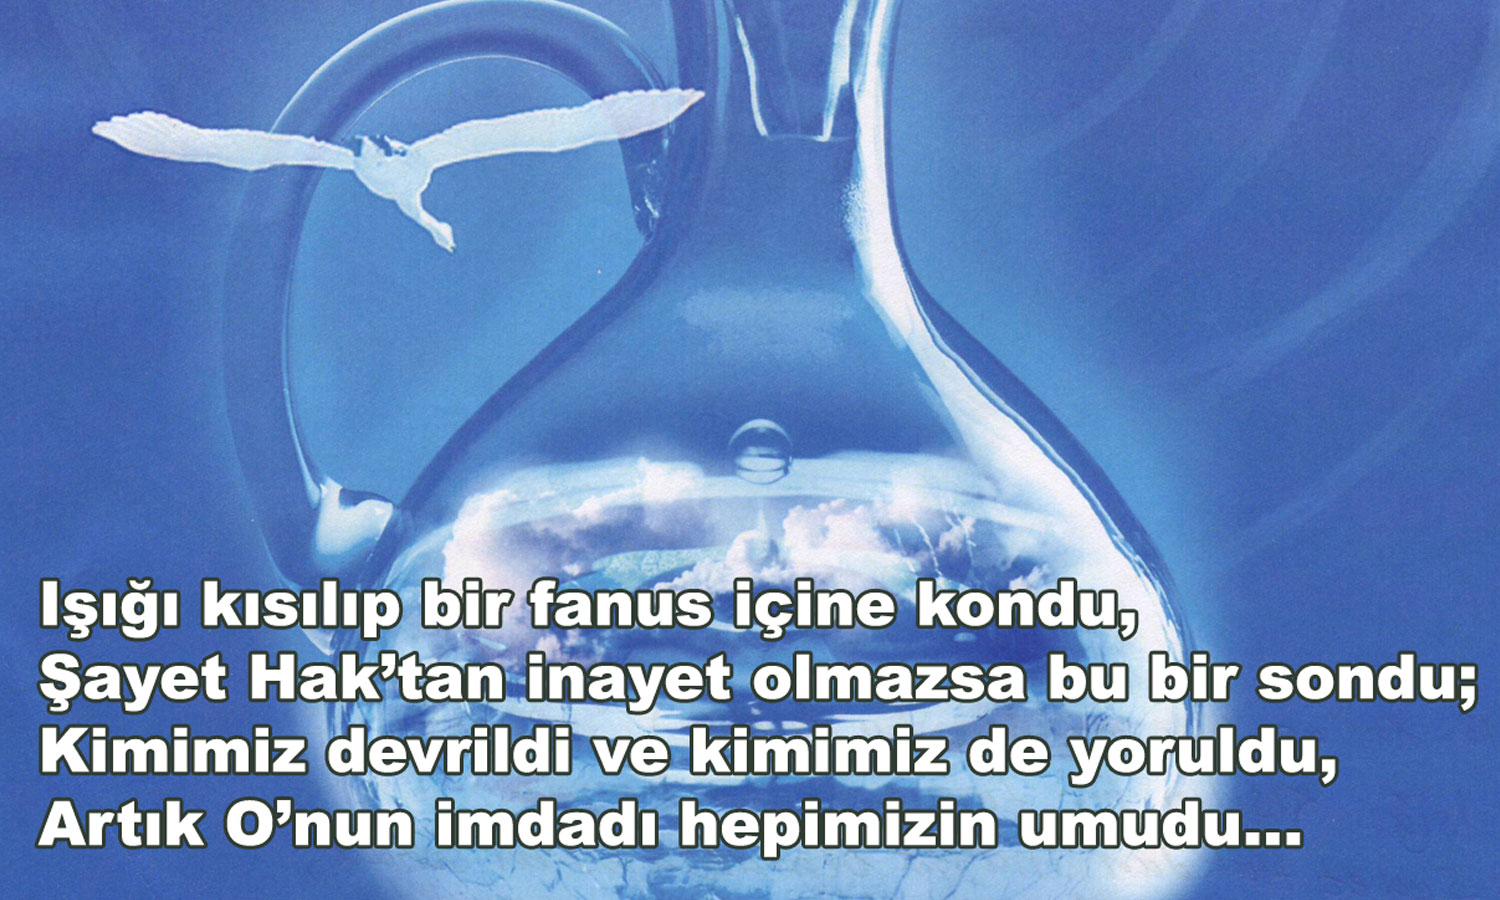 Işığı kısılıp bir fanus içine kondu,
Şayet Hak’tan inayet olmazsa bu bir sondu;
Kimimiz devrildi ve kimimiz de yoruldu,
Artık O’nun imdadı hepimizin umudu...